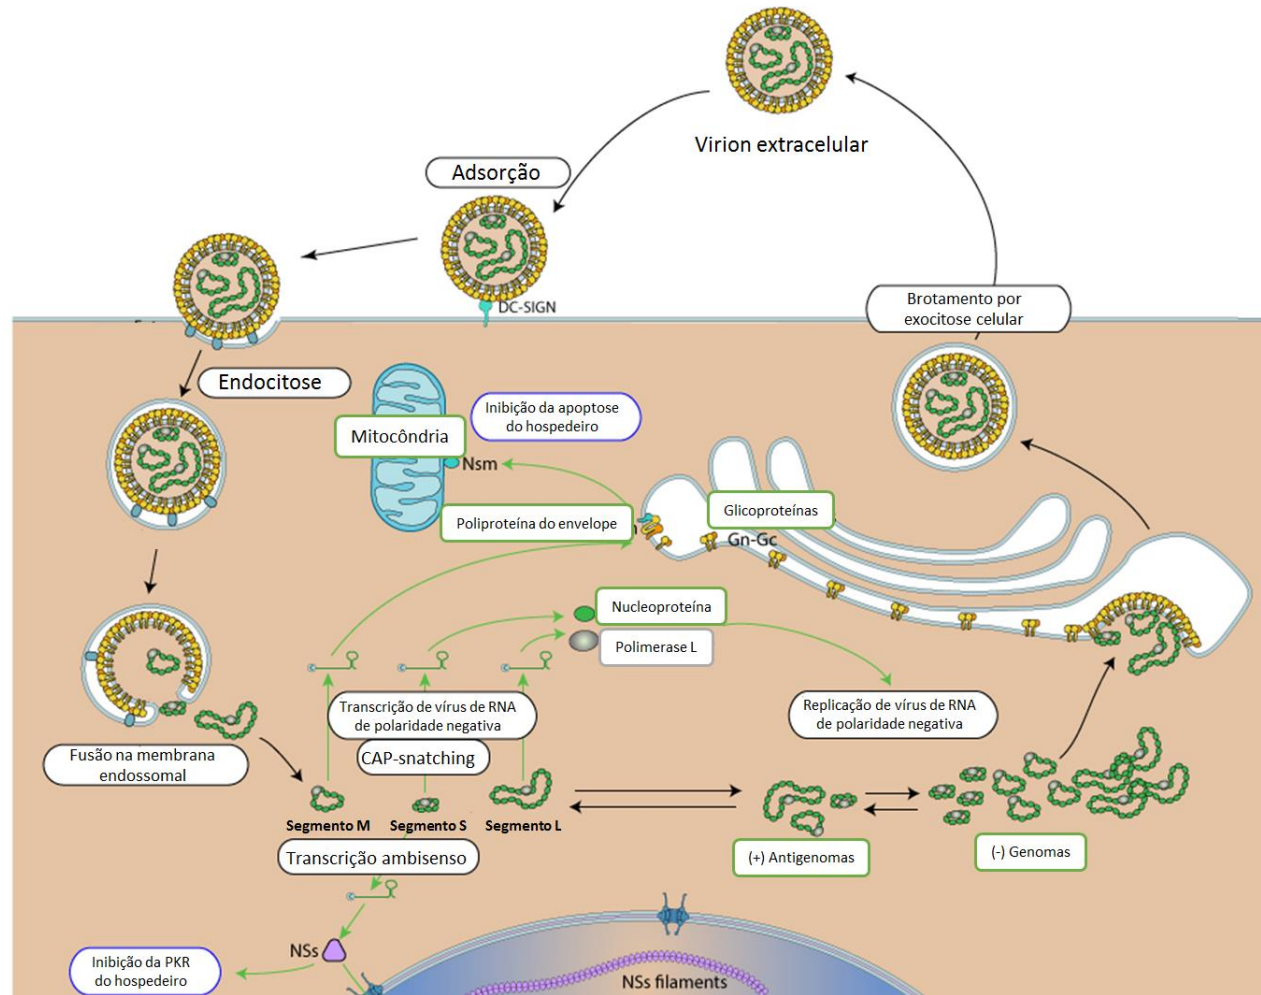 Virion extracelular
Adsorção
DC-SIGN
Brotamento por
exocitose celular
Endocitose
Inibição da apoptose
do hospedeiro
Mitocôndria
Nsm
Poliproteína do envelope
Glicoproteínas
Gn-Gc
Nucleoproteína
Polimerase L
Transcrição de vírus de RNA
de polaridade negativa
Replicação de vírus de RNA
de polaridade negativa
Fusão na membrana
endossomal
CAP-snatching
Segmento M
Segmento S
Segmento L
Transcrição ambisenso
(+) Antigenomas
(-) Genomas
NSs
Inibição da PKR
do hospedeiro
NSs filaments